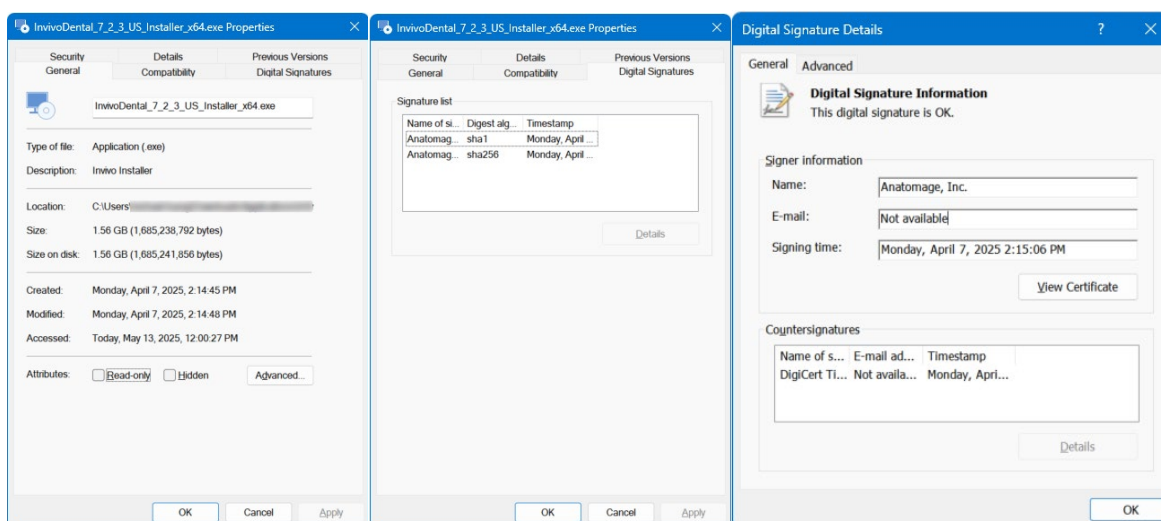 InvivoDental_7_2_3_US_Installer_x64.exe Properties
Security Details Previous Versions
General Compatibility Digital Signatures
InvivoDental_7_2_3_US_Installer_x64.exe
Type of file: Application (.exe)
Description: Invivo Installer
Location: C:\Users\
Size: 1.56 GB (1,685,238,792 bytes)
Size on disk: 1.56 GB (1,685,241,856 bytes)
Created: Monday, April 7, 2025, 2:14:45 PM
Modified: Monday, April 7, 2025, 2:14:48 PM
Accessed: Today, May 13, 2025, 12:00:27 PM
Attributes: Read-only Hidden Advanced...
OK Cancel Apply
InvivoDental_7_2_3_US_Installer_x64.exe Properties
Security Details Previous Versions
General Compatibility Digital Signatures
Signature list
Name of si... Digest alg... Timestamp
Anatomag... sha1 Monday, April ...
Anatomag... sha256 Monday, April ...
Details
OK Cancel Apply
Digital Signature Details
General Advanced
Digital Signature Information
This digital signature is OK.
Signer information
Name: Anatomage, Inc.
E-mail: Not available
Signing time: Monday, April 7, 2025 2:15:06 PM
View Certificate
Countersignatures
Name of s... E-mail ad... Timestamp
DigiCert Ti... Not availa... Monday, Apri...
Details
OK